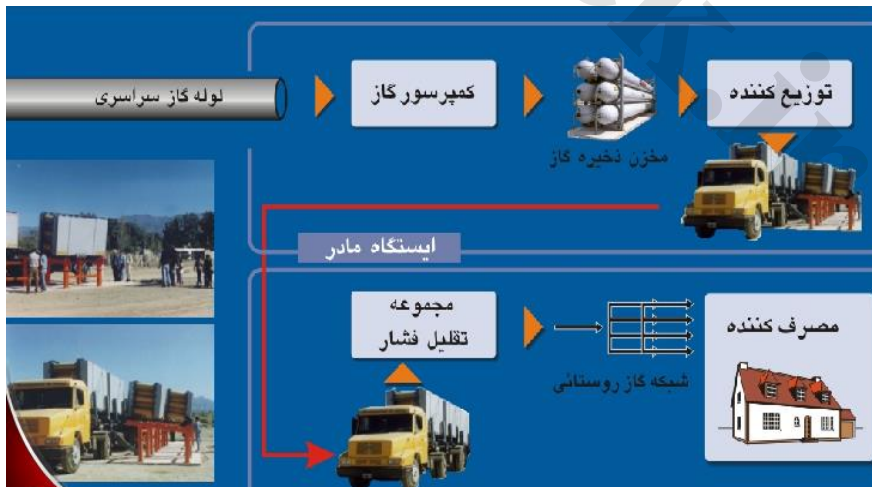 لوله گاز سراسری
کمپرسور گاز
مخزن ذخیره گاز
توزیع کننده
ایستگاه مادر
مجموعه
تقلیل فشار
شبکه گاز روستائی
مصرف کننده